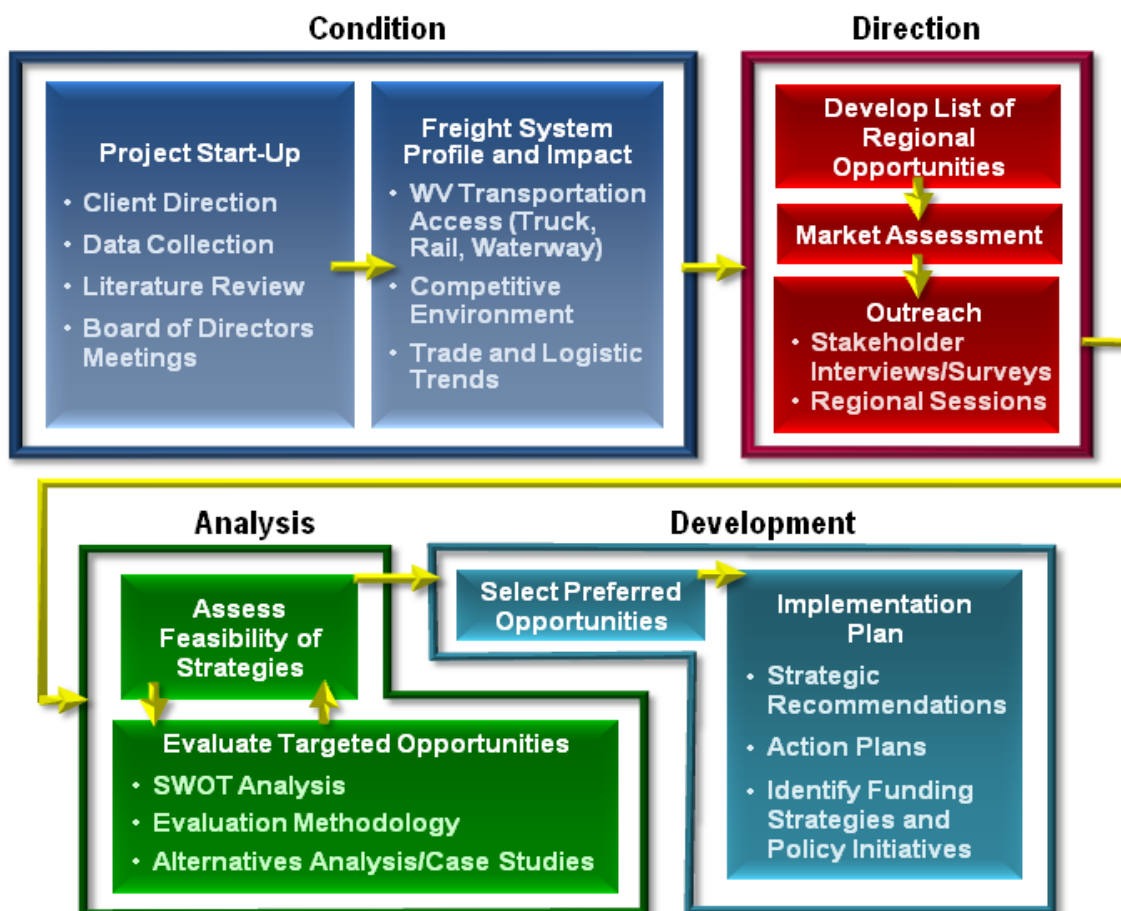 Condition
Project Start-Up
• Client Direction
• Data Collection
• Literature Review
• Board of Directors
Meetings
Freight System
Profile and Impact
• WV Transportation
Access (Truck,
Rail, Waterway)
• Competitive
Environment
• Trade and Logistic
Trends
Direction
Develop List of
Regional
Opportunities
Market Assessment
Outreach
• Stakeholder
Interviews/Surveys
• Regional Sessions
Analysis
Assess
Feasibility of
Strategies
Evaluate Targeted Opportunities
• SWOT Analysis
• Evaluation Methodology
• Alternatives Analysis/Case Studies
Development
Select Preferred
Opportunities
Implementation
Plan
• Strategic
Recommendations
• Action Plans
• Identify Funding
Strategies and
Policy Initiatives